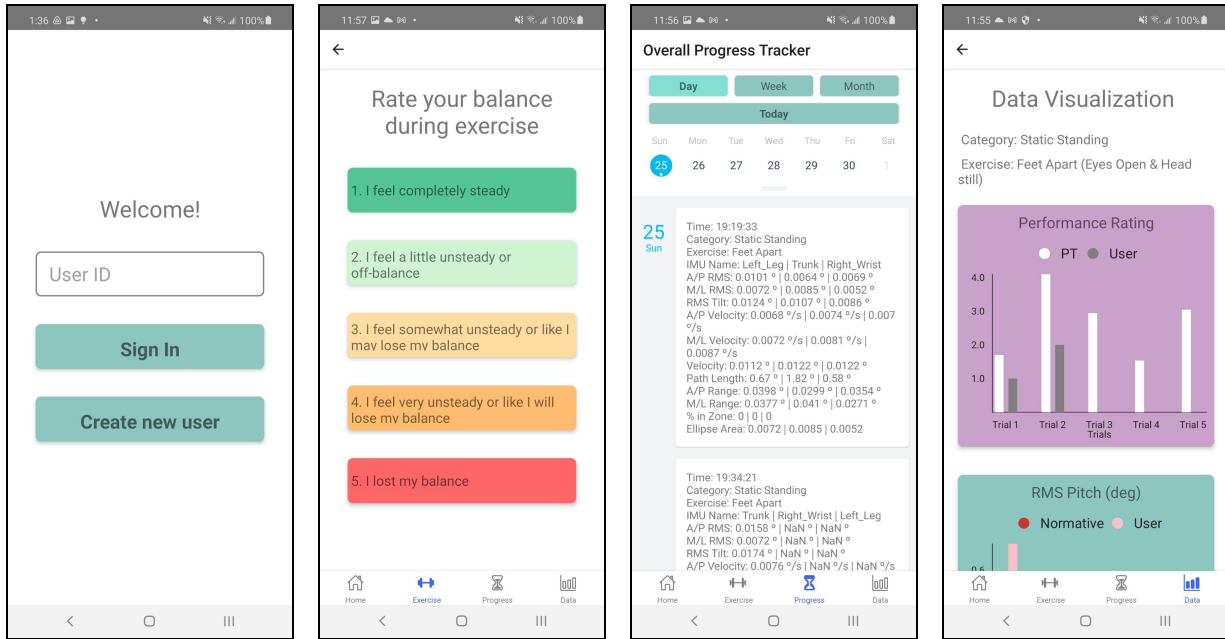 1:36
100%
Welcome!
User ID
Sign In
Create new user
11:57
100%
Rate your balance
during exercise
1. I feel completely steady
2. I feel a little unsteady or
off-balance
3. I feel somewhat unsteady or like I
may lose my balance
4. I feel very unsteady or like I will
lose my balance
5. I lost my balance
Home
Exercise
Progress
Data
11:56
100%
Overall Progress Tracker
Day
Week
Month
Today
Sun Mon Tue Wed Thu Fri Sat
25 26 27 28 29 30 1
25
Sun
Time: 19:19:33
Category: Static Standing
Exercise: Feet Apart
IMU Name: Left_Leg | Trunk | Right_Wrist
A/P RMS: 0.0101 º | 0.0064 º | 0.0069 º
M/L RMS: 0.0072 º | 0.0085 º | 0.0052 º
RMS Tilt: 0.0124 º | 0.0107 º | 0.0086 º
A/P Velocity: 0.0068 º/s | 0.0074 º/s | 0.007
º/s
M/L Velocity: 0.0072 º/s | 0.0081 º/s |
0.0087 º/s
Velocity: 0.0112 º | 0.0122 º | 0.0122 º
Path Length: 0.67 º | 1.82 º | 0.58 º
A/P Range: 0.0398 º | 0.0299 º | 0.0354 º
M/L Range: 0.0377 º | 0.041 º | 0.0271 º
% in Zone: 0 | 0 | 0
Ellipse Area: 0.0072 | 0.0085 | 0.0052
Time: 19:34:21
Category: Static Standing
Exercise: Feet Apart
IMU Name: Trunk | Right_Wrist | Left_Leg
A/P RMS: 0.0158 º | NaN º | NaN º
M/L RMS: 0.0072 º | NaN º | NaN º
RMS Tilt: 0.0174 º | NaN º | NaN º
A/P Velocity: 0.0076 º/s | NaN º/s | NaN º/s
Home
Exercise
Progress
Data
11:55
100%
Data Visualization
Category: Static Standing
Exercise: Feet Apart (Eyes Open & Head
still)
Performance Rating
PT User
4.0
3.0
2.0
1.0
Trial 1 Trial 2 Trial 3 Trial 4 Trial 5
Trials
RMS Pitch (deg)
Normative User
0.6
Home
Exercise
Progress
Data